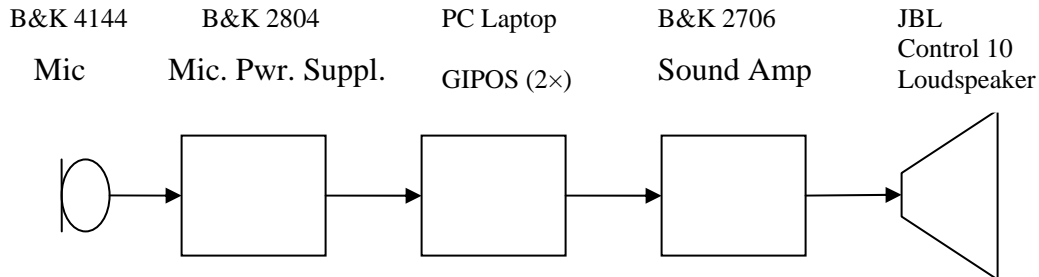 B&K 4144
Mic
B&K 2804
Mic. Pwr. Suppl.
PC Laptop
GIPOS (2×)
B&K 2706
Sound Amp
JBL
Control 10
Loudspeaker